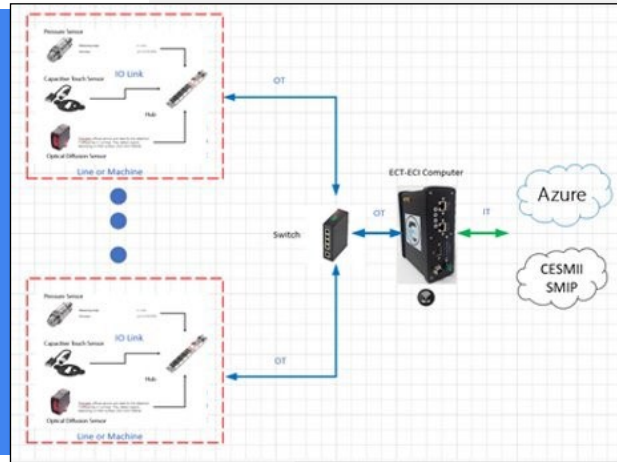 Pressure Sensor
IO Link
Capacitive Touch Sensor
Hub
Optical Diffusion Sensor
Line or Machine
OT
ECT-ECI Computer
Azure
Switch
OT
IT
CESMII
SMIP
Pressure Sensor
IO Link
Capacitive Touch Sensor
Hub
Optical Diffusion Sensor
Line or Machine
OT